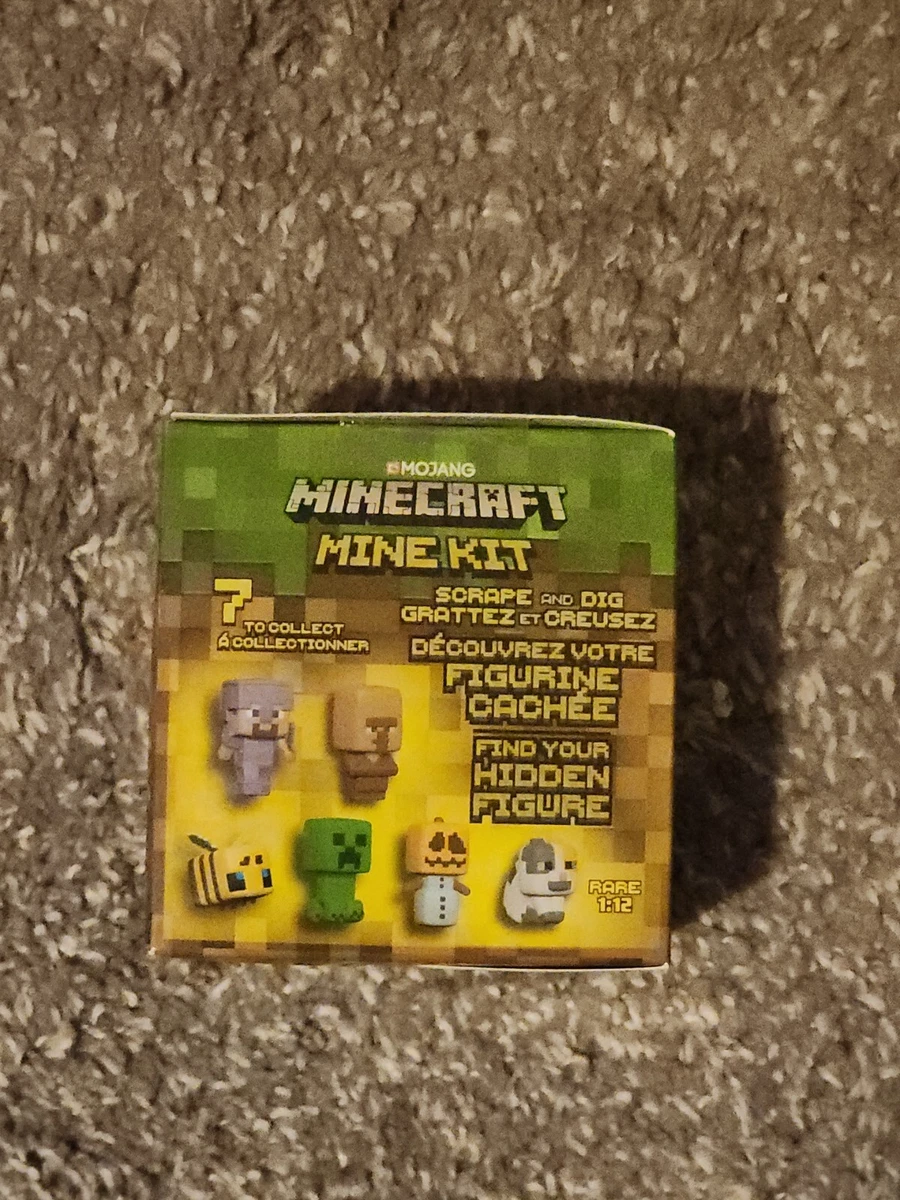 MOJANG
MINECRAFT
MINE KIT
7
TO COLLECT
À COLLECTIONNER
SCRAPE AND DIG
GRATTEZ ET CREUSEZ
DÉCOUVREZ VOTRE
FIGURINE
CACHÉE
FIND YOUR
HIDDEN
FIGURE
RARE
1:12